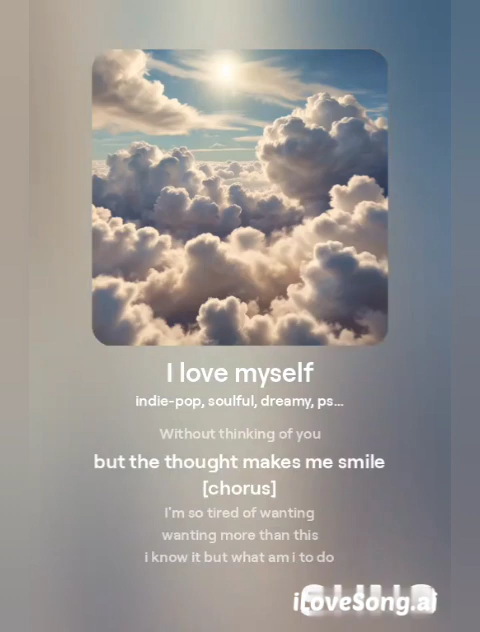 I love myself
indie-pop, soulful, dreamy, ps...
Without thinking of you
but the thought makes me smile
[chorus]
I'm so tired of wanting
wanting more than this
i know it but what am i to do
iLoveSong.ai